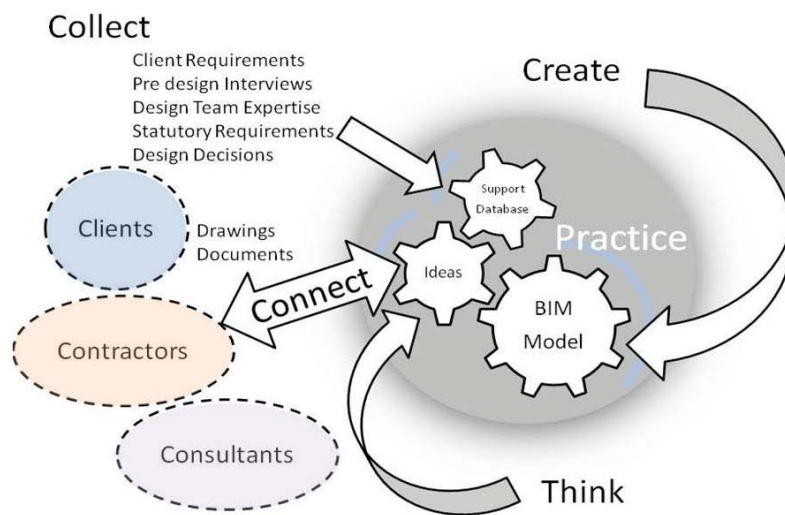 Collect
Client Requirements
Pre design Interviews
Design Team Expertise
Statutory Requirements
Design Decisions
Create
Support
Database
Clients
Drawings
Documents
Practice
Ideas
Connect
BIM
Model
Contractors
Consultants
Think